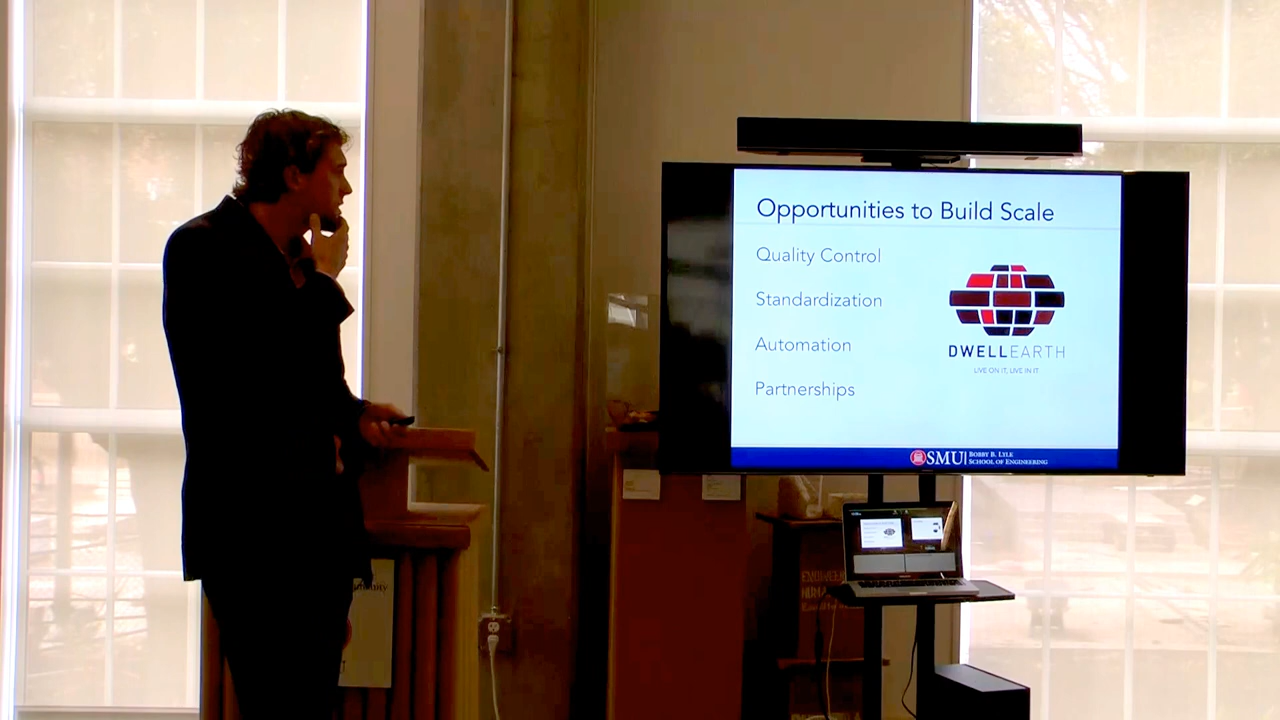 Opportunities to Build Scale
Quality Control
Standardization
Automation
Partnerships
DWELLEARTH
LIVE ON IT, LIVE IN IT
SMU BOBBY B. LYLE
SCHOOL OF ENGINEERING